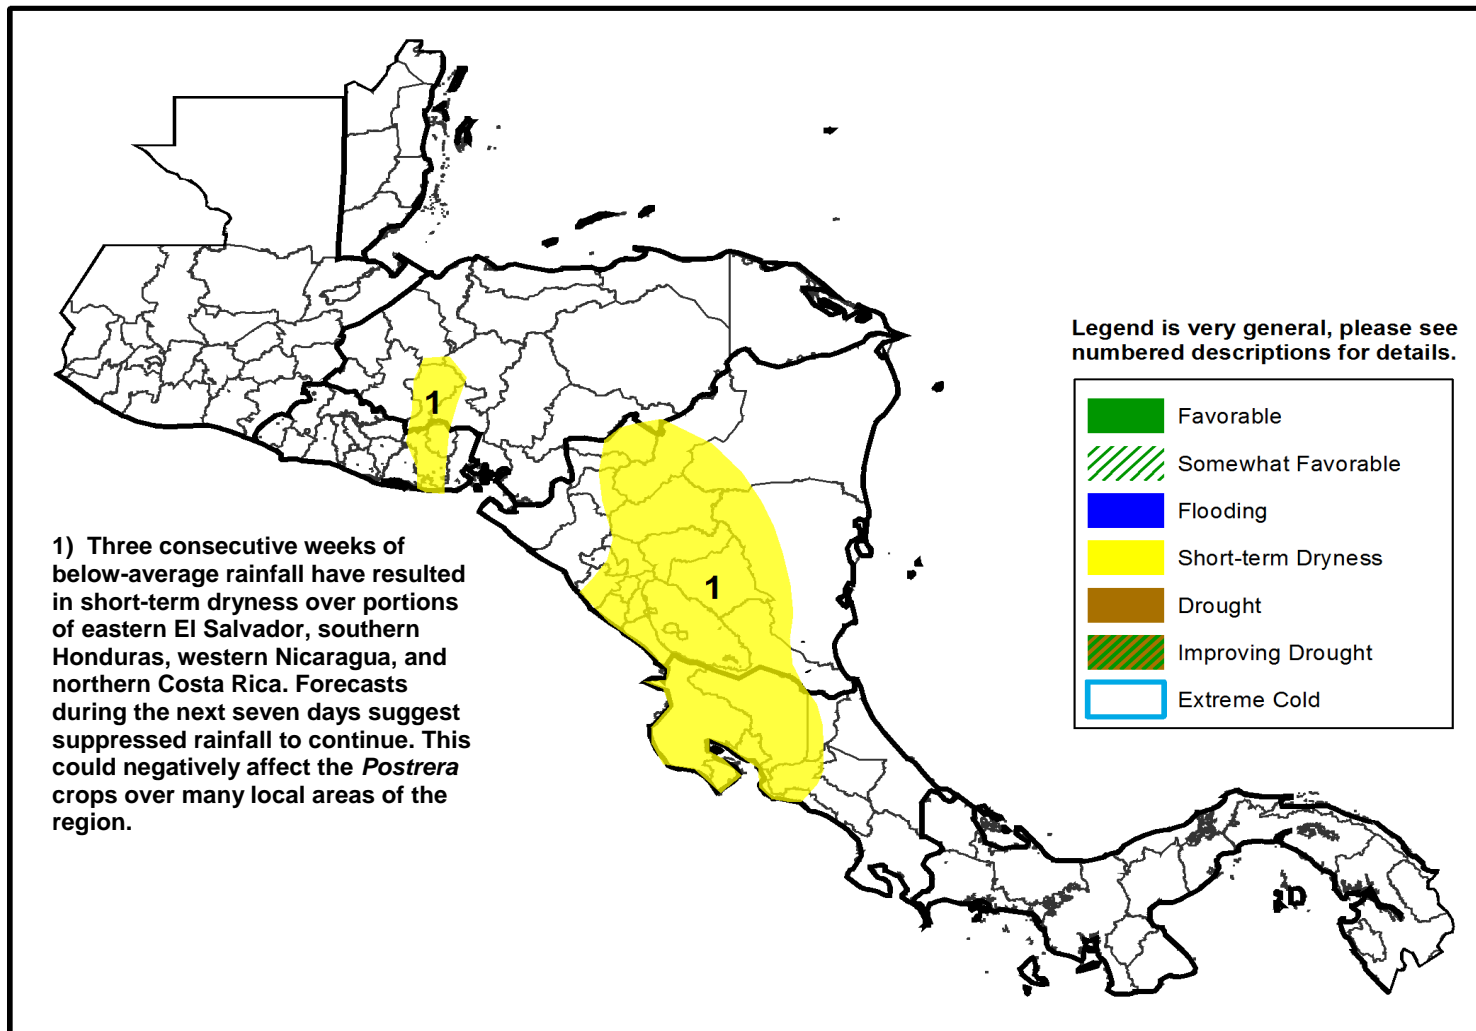 1
1
1) Three consecutive weeks of
below-average rainfall have resulted
in short-term dryness over portions
of eastern El Salvador, southern
Honduras, western Nicaragua, and
northern Costa Rica. Forecasts
during the next seven days suggest
suppressed rainfall to continue. This
could negatively affect the Postrera
crops over many local areas of the
region.
Legend is very general, please see
numbered descriptions for details.
Favorable
Somewhat Favorable
Flooding
Short-term Dryness
Drought
Improving Drought
Extreme Cold